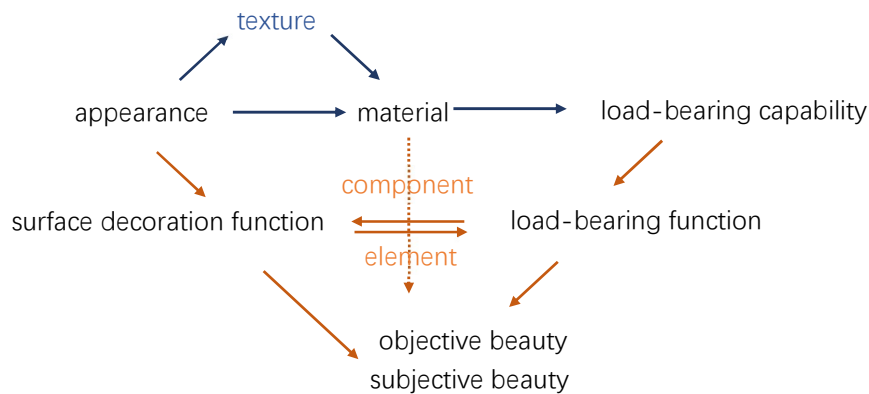 texture
appearance
material
load-bearing capability
component
surface decoration function
load-bearing function
element
objective beauty
subjective beauty